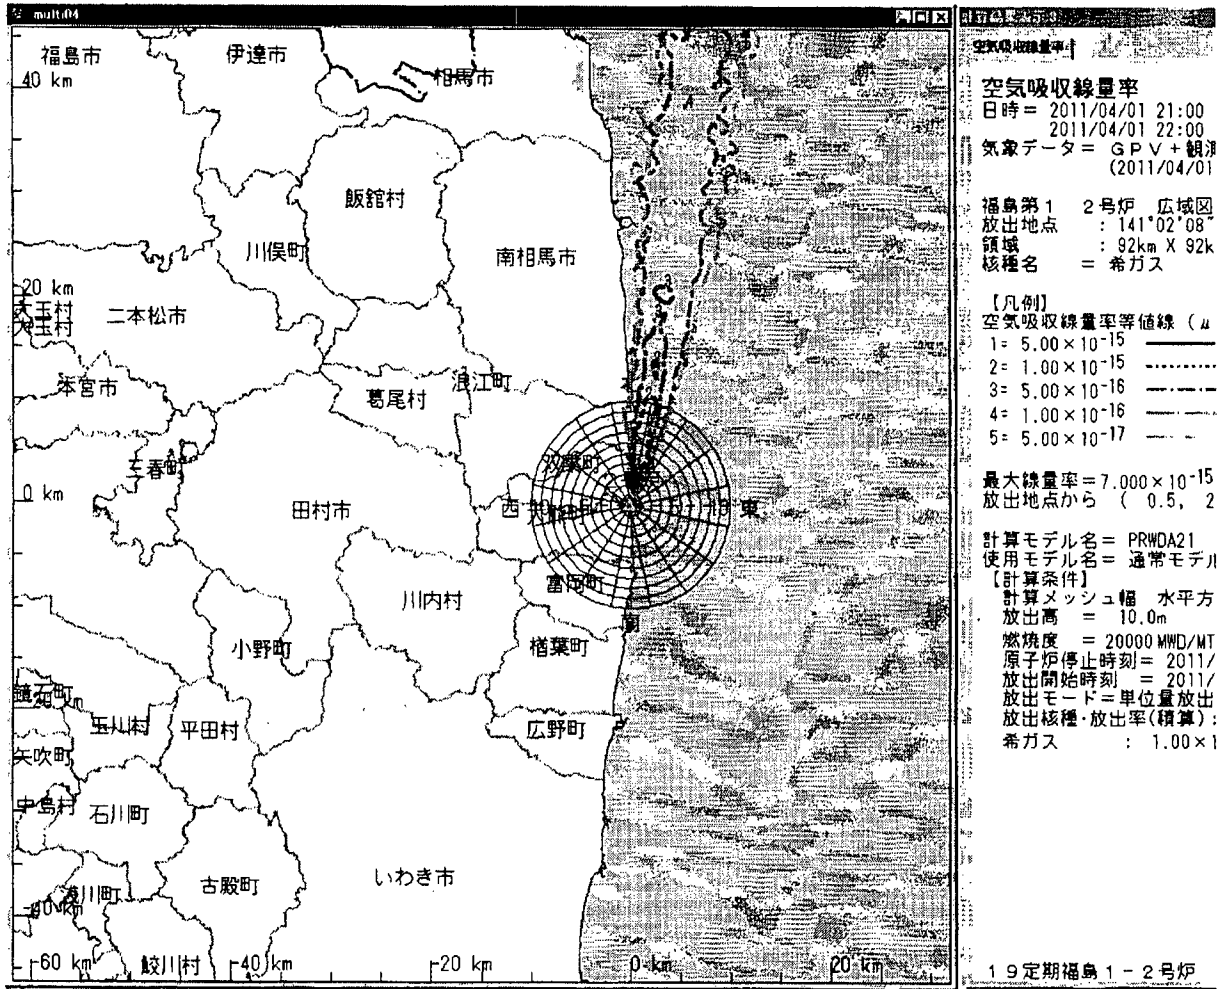 multi04
福島市
伊達市
相馬市
40 km
飯舘村
川俣町
南相馬市
20 km
大玉村
大玉村
二本松市
本宮市
浪江町
葛尾村
三春町
双葉町
0 km
田村市
西
東
富岡町
川内村
南
小野町
楢葉町
鏡石町
玉川村
平田村
広野町
矢吹町
中島村
石川町
浅川町
古殿町
いわき市
-40 km
鮫川村
-60 km
-40 km
-20 km
0 km
20 km
空気吸収線量率
空気吸収線量率
日時= 2011/04/01 21:00
2011/04/01 22:00
気象データ= GPV+観測
(2011/04/01
福島第1 2号炉 広域図
放出地点 : 141°02'08"
領域 : 92km X 92k
核種名 = 希ガス
【凡例】
空気吸収線量率等値線 (μ
1= 5.00×10-15
2= 1.00×10-15
3= 5.00×10-16
4= 1.00×10-16
5= 5.00×10-17
最大線量率=7.000×10-15
放出地点から ( 0.5, 2
計算モデル名= PRWDA21
使用モデル名= 通常モデル
【計算条件】
計算メッシュ幅 水平方
放出高 = 10.0m
燃焼度 = 20000MWD/MT
原子炉停止時刻= 2011/
放出開始時刻 = 2011/
放出モード=単位量放出
放出核種・放出率(積算):
希ガス : 1.00×1
19定期福島1-2号炉